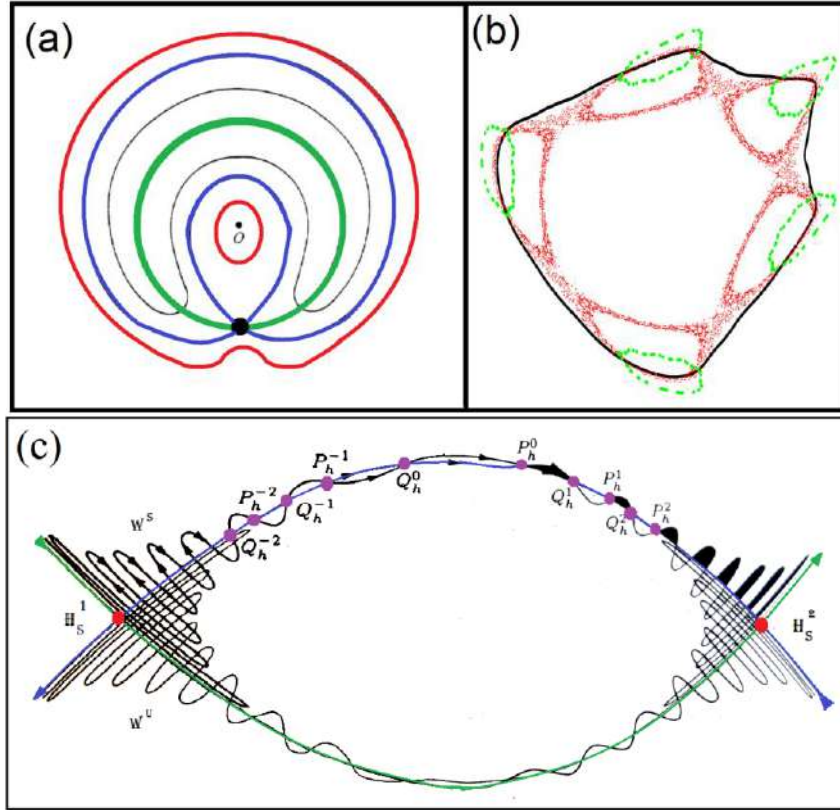 (a)
O
(b)
(c)
P_h^{-2} P_h^{-1} Q_h^0 P_h^0
Q_h^{-2} Q_h^{-1} Q_h^1 P_h^1
Q_h^2 P_h^2
W^S
H_S^1 H_S^2
W^U